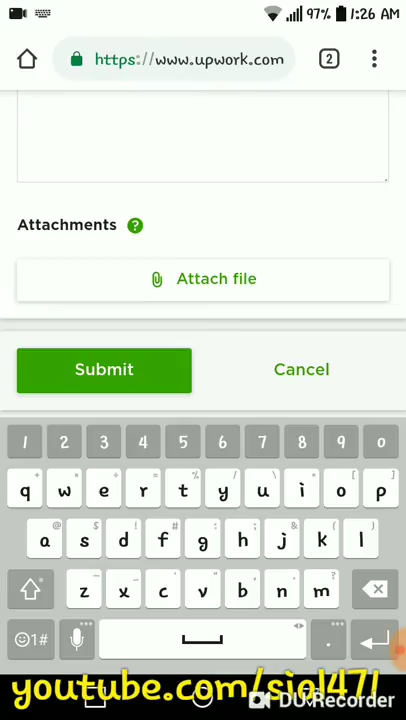 97% 1:26 AM
https://www.upwork.com 2
Attachments ?
Attach file
Submit Cancel
1 2 3 4 5 6 7 8 9 0
q w e r t y u i o p
a s d f g h j k l
z x c v b n m
1# .
youtube.com/siol471
DU RECORDER